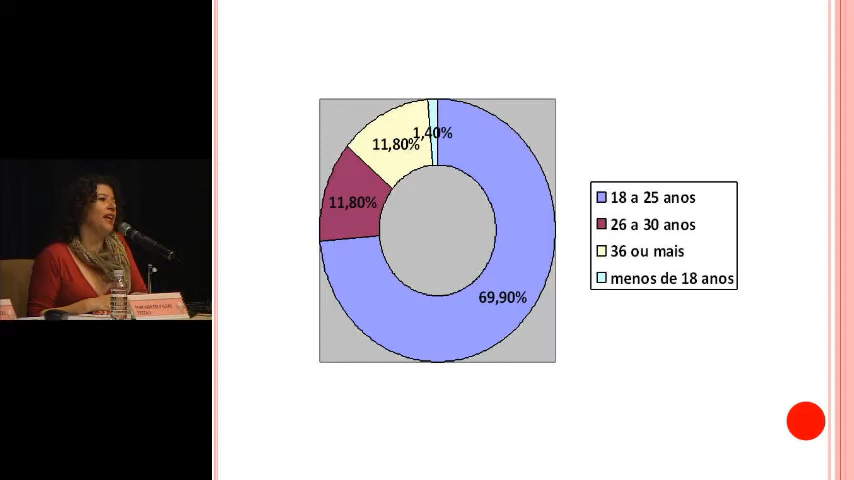 1,40%
11,80%
11,80%
69,90%
18 a 25 anos
26 a 30 anos
36 ou mais
menos de 18 anos